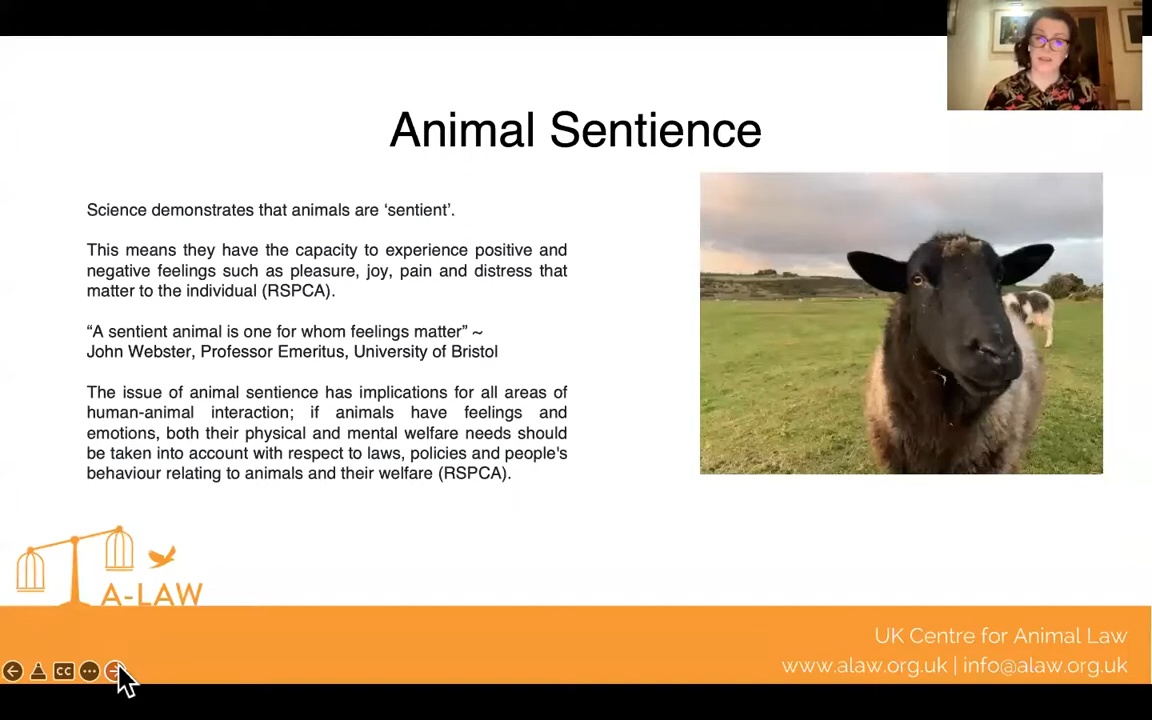 Animal Sentience
Science demonstrates that animals are ‘sentient’.
This means they have the capacity to experience positive and
negative feelings such as pleasure, joy, pain and distress that
matter to the individual (RSPCA).
“A sentient animal is one for whom feelings matter” ~
John Webster, Professor Emeritus, University of Bristol
The issue of animal sentience has implications for all areas of
human-animal interaction; if animals have feelings and
emotions, both their physical and mental welfare needs should
be taken into account with respect to laws, policies and people's
behaviour relating to animals and their welfare (RSPCA).
A-LAW
UK Centre for Animal Law
www.alaw.org.uk | info@alaw.org.uk
CC